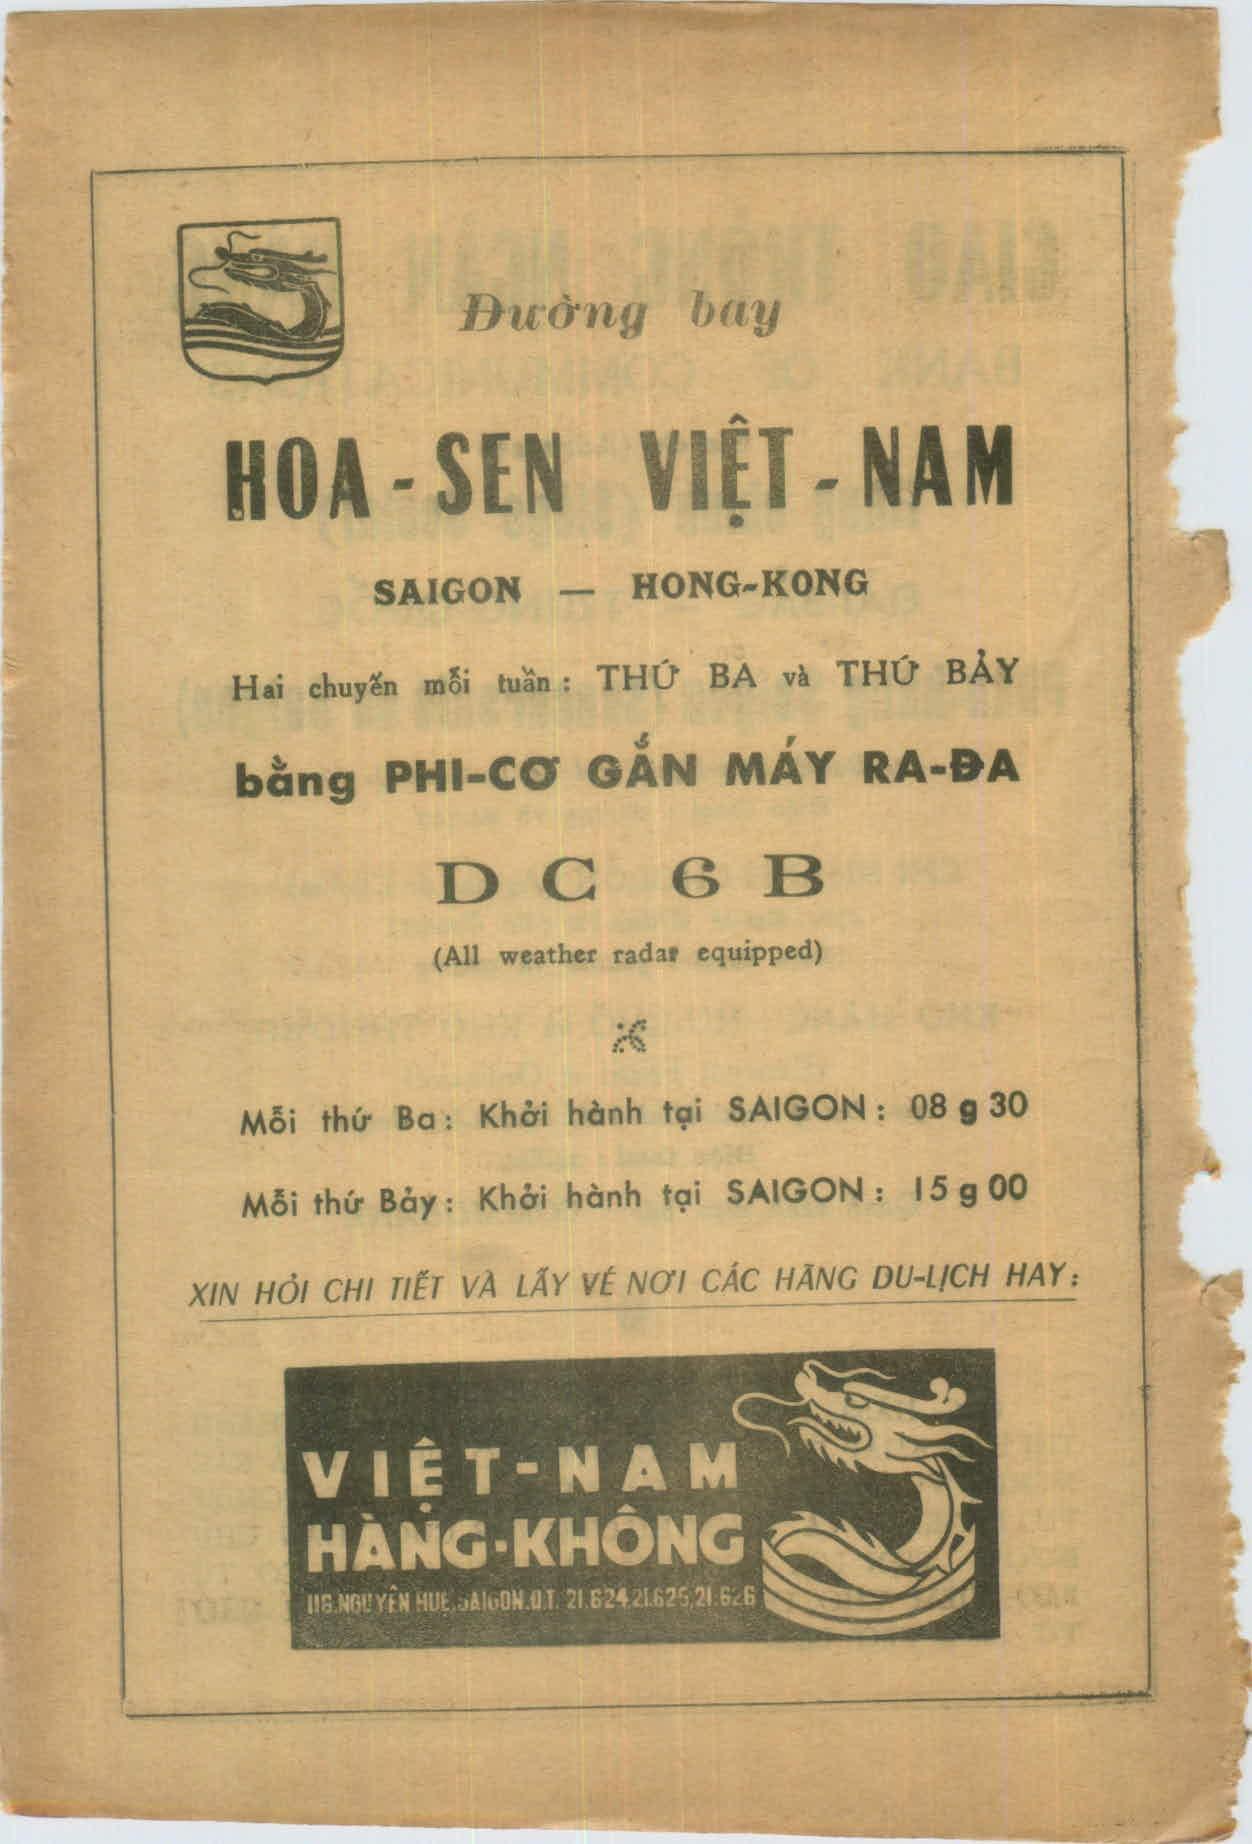 Đường bay
HOA - SEN VIỆT - NAM
SAIGON — HONG-KONG
Hai chuyến mỗi tuần : THỨ BA và THỨ BẢY
bằng PHI-CƠ GẮN MÁY RA-ĐA
DC 6B
(All weather radar equipped)
Mỗi thứ Ba : Khởi hành tại SAIGON : 08 g 30
Mỗi thứ Bảy : Khởi hành tại SAIGON : 15 g 00
XIN HỎI CHI TIẾT VÀ LẤY VÉ NƠI CÁC HÃNG DU-LỊCH HAY :
VIỆT-NAM
HÀNG-KHÔNG
116.NGUYỄN HUỆ.SAIGON.Đ.T. 21.624.21.625,21.626